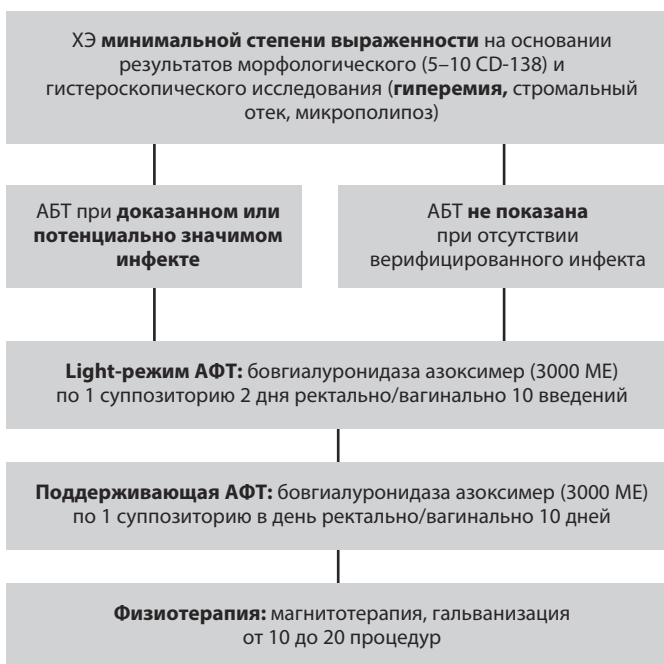 ХЭ минимальной степени выраженности на основании
результатов морфологического (5–10 CD-138) и
гистероскопического исследования (гиперемия, стромальный
отек, микрополипоз)
АБТ при доказанном или
потенциально значимом
инфекте
АБТ не показана
при отсутствии
верифицированного инфекта
Light-режим АФТ: бовгиалуронидаза азоксимер (3000 МЕ)
по 1 суппозиторию 2 дня ректально/вагинально 10 введений
Поддерживающая АФТ: бовгиалуронидаза азоксимер (3000 МЕ)
по 1 суппозиторию в день ректально/вагинально 10 дней
Физиотерапия: магнитотерапия, гальванизация
от 10 до 20 процедур